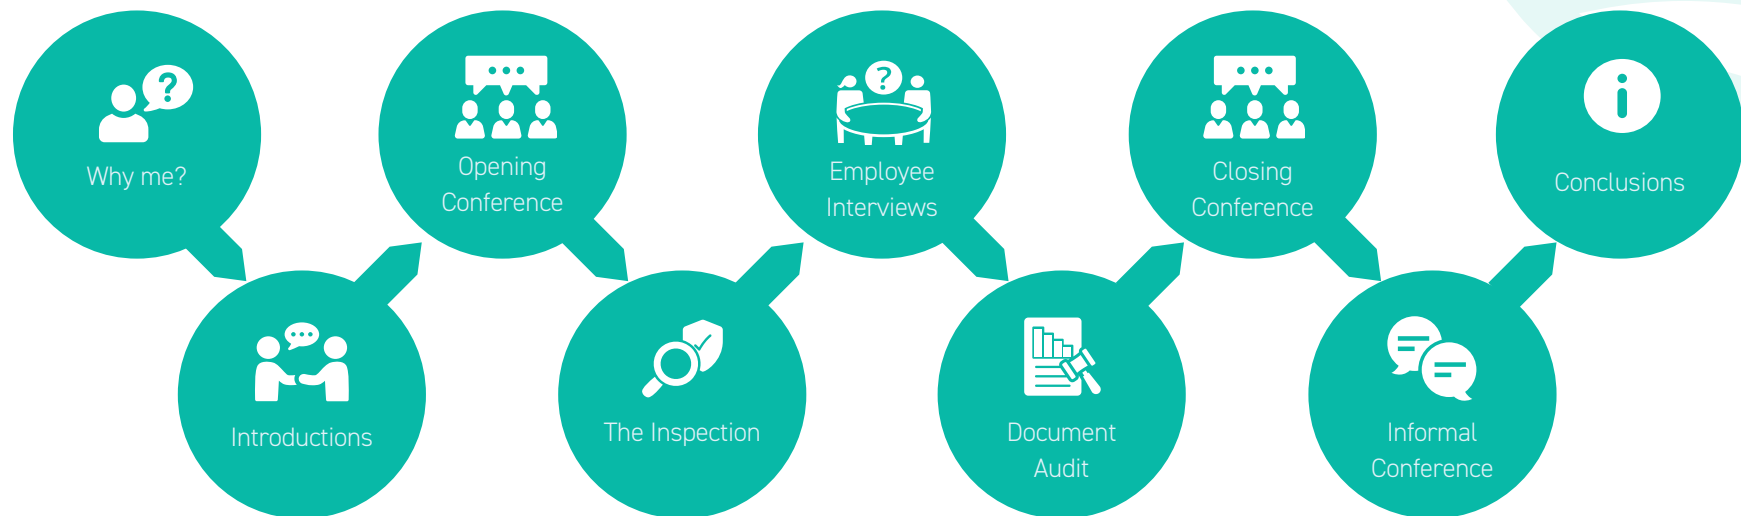 Why me?
Introductions
Opening
Conference
The Inspection
Employee
Interviews
Document
Audit
Closing
Conference
Informal
Conference
Conclusions